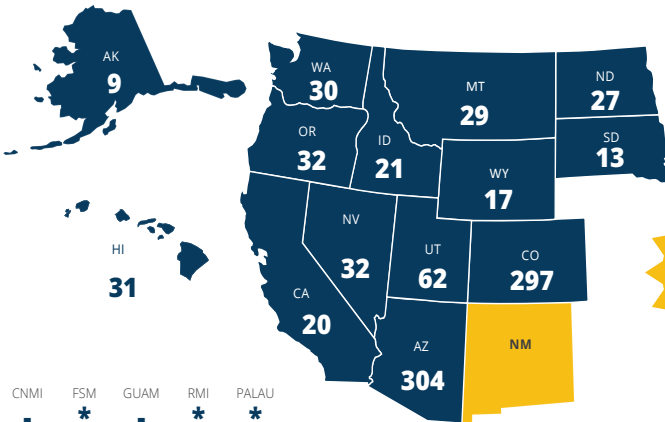 AK
9
WA
30
MT
29
ND
27
OR
32
ID
21
SD
13
WY
17
NV
32
UT
62
CO
297
HI
31
CA
20
AZ
304
NM
CNMI FSM GUAM RMI PALAU
- * - * *